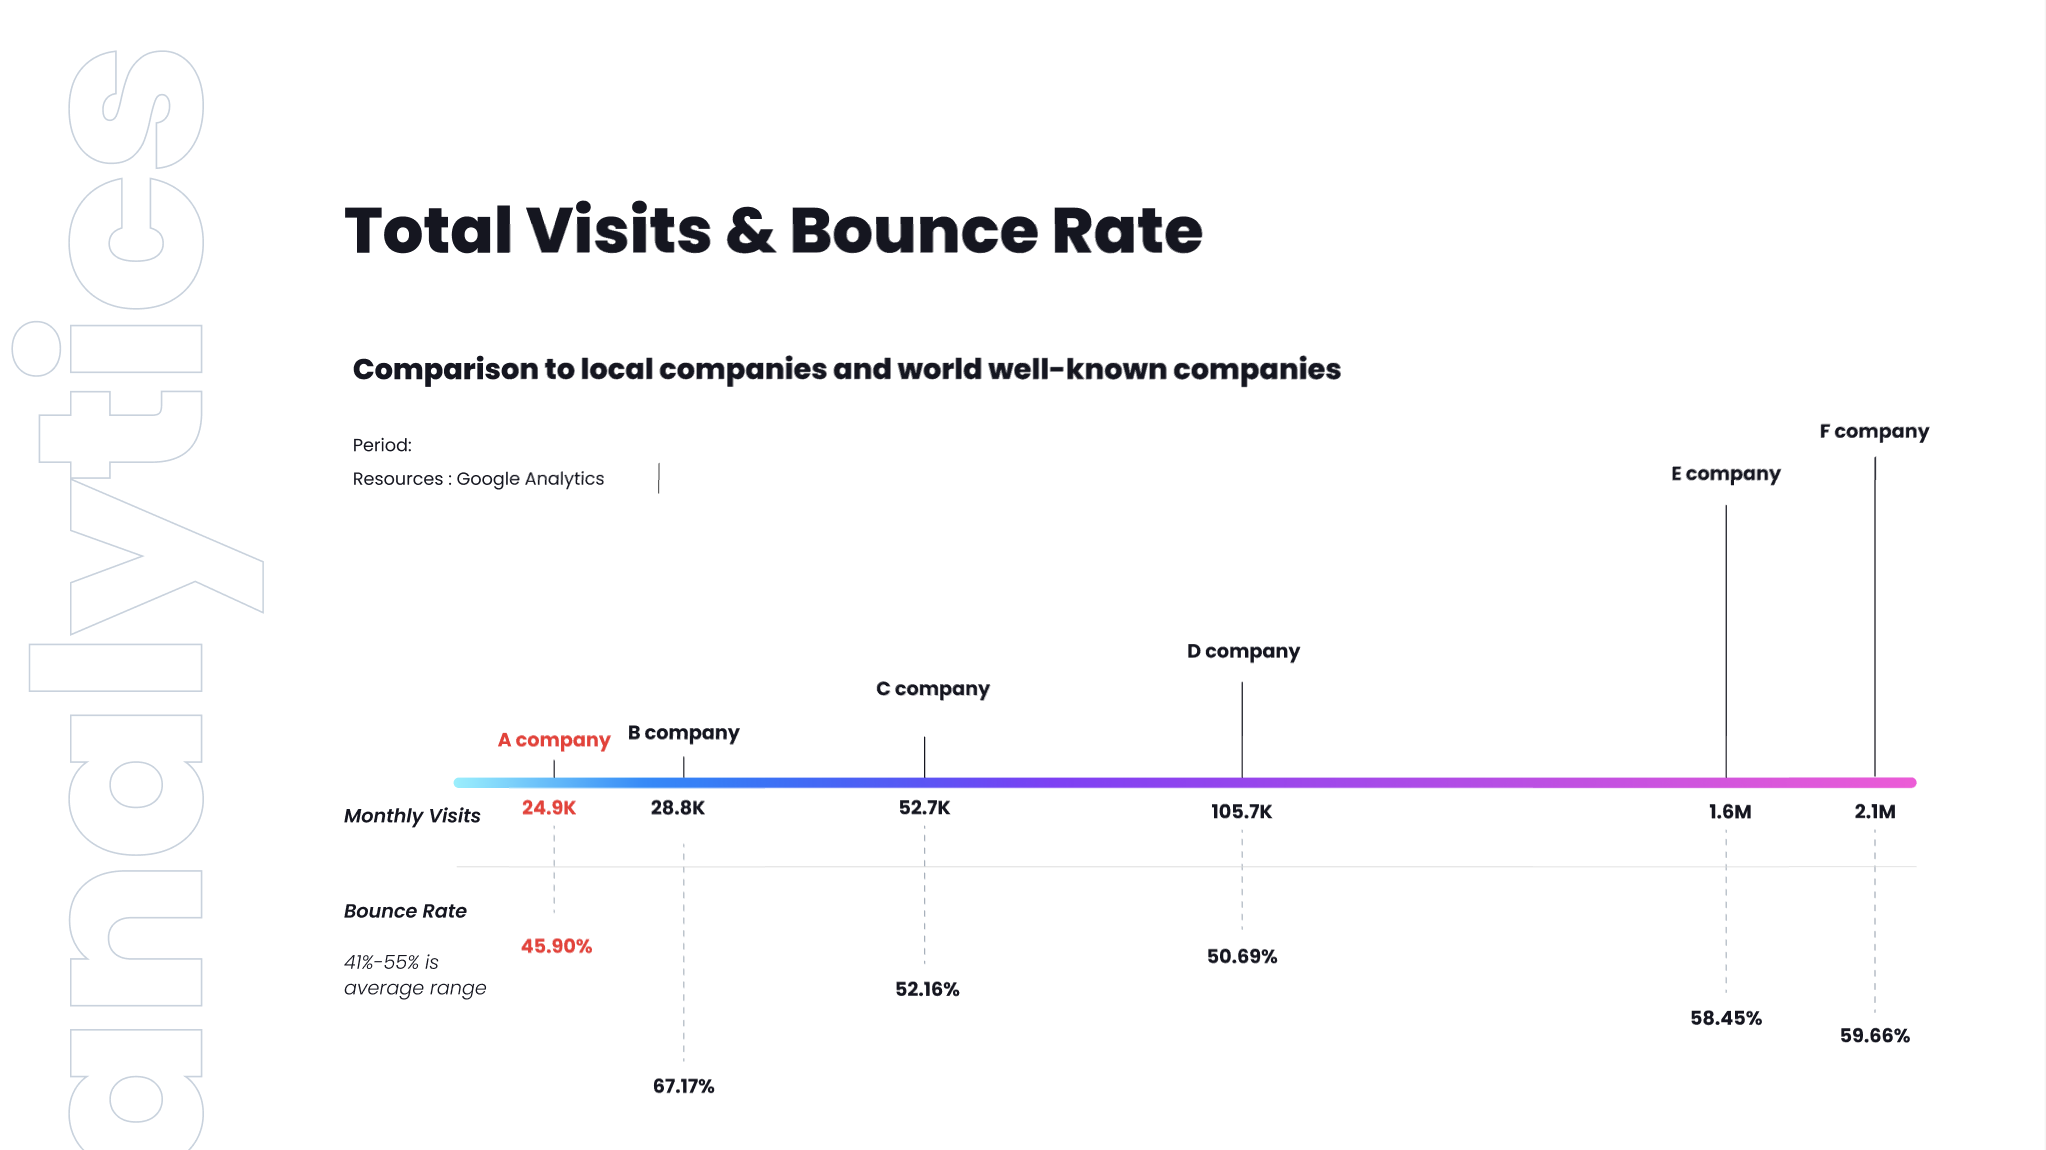 analytics
Total Visits & Bounce Rate
Comparison to local companies and world well-known companies
Period:
Resources : Google Analytics
F company
E company
D company
C company
B company
A company
Monthly Visits
24.9K
28.8K
52.7K
105.7K
1.6M
2.1M
Bounce Rate
41%-55% is
average range
45.90%
67.17%
52.16%
50.69%
58.45%
59.66%